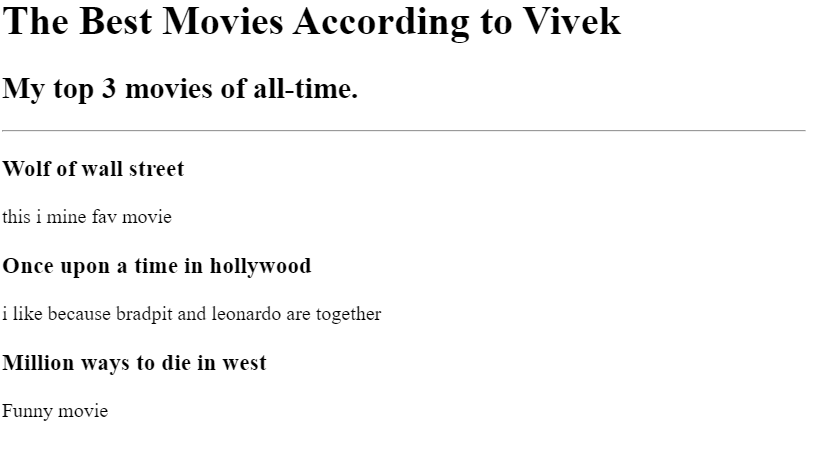 The Best Movies According to Vivek
My top 3 movies of all-time.
Wolf of wall street
this i mine fav movie
Once upon a time in hollywood
i like because bradpit and leonardo are together
Million ways to die in west
Funny movie